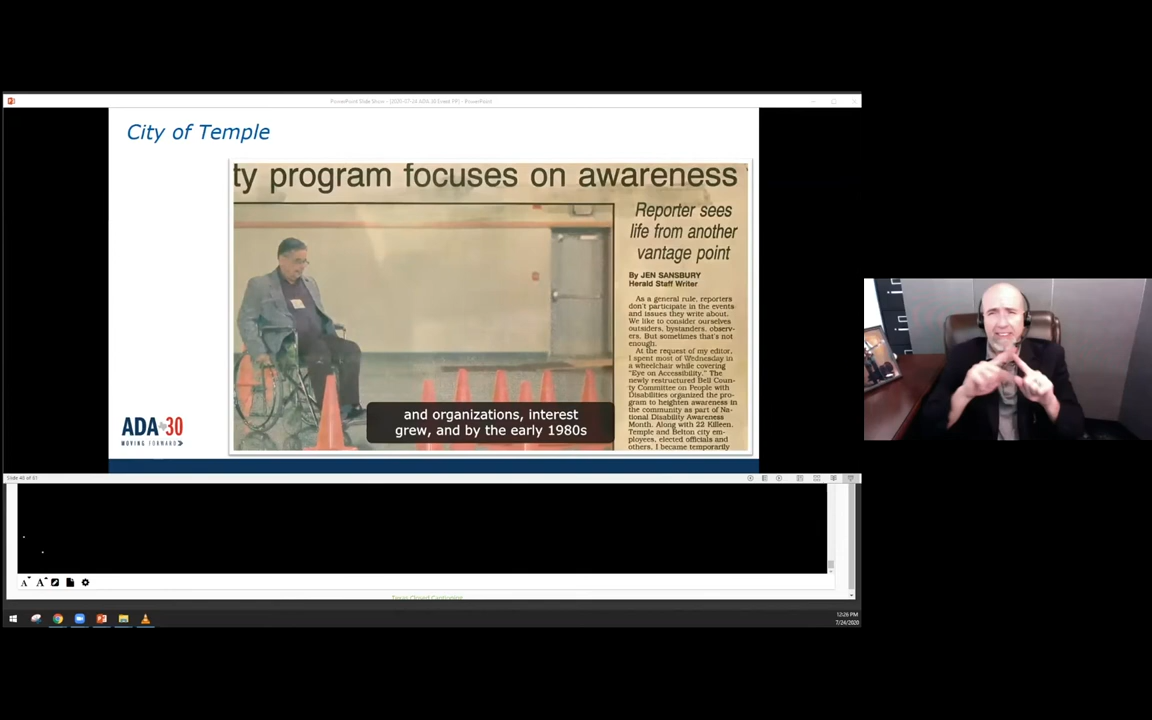 PowerPoint Slide Show - [2020-07-24 ADA 30 Event PP] - PowerPoint
City of Temple
ty program focuses on awareness
Reporter sees
life from another
vantage point
By JEN SANSBURY
Herald Staff Writer
As a general rule, reporters
don't participate in the events
and issues they write about.
We like to consider ourselves
outsiders, bystanders, observ-
ers. But sometimes that's not
enough.
At the request of my editor,
I spent most of Wednesday in
a wheelchair while covering
"Eye on Accessibility." The
newly restructured Bell Coun-
ty Committee on People with
Disabilities organized the pro-
gram to heighten awareness in
the community as part of Na-
tional Disability Awareness
Month. Along with 22 Killeen,
Temple and Belton city em-
ployees, elected officials and
others, I became temporarily
and organizations, interest
grew, and by the early 1980s
ADA 30
MOVING FORWARD
Slide 40 of 81
A A
Texas Closed Captioning
12:26 PM
7/24/2020